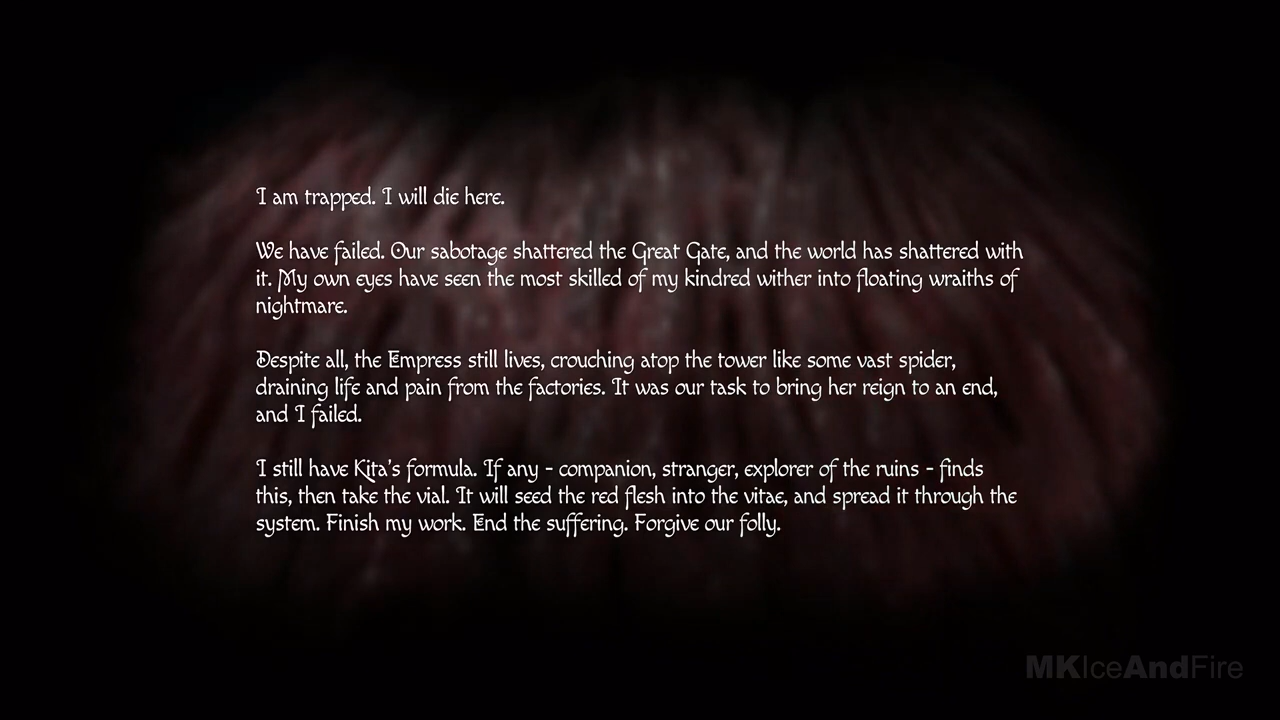 I am trapped. I will die here.
We have failed. Our sabotage shattered the Great Gate, and the world has shattered with
it. My own eyes have seen the most skilled of my kindred wither into floating wraiths of
nightmare.
Despite all, the Empress still lives, crouching atop the tower like some vast spider,
draining life and pain from the factories. It was our task to bring her reign to an end,
and I failed.
I still have Kita's formula. If any - companion, stranger, explorer of the ruins - finds
this, then take the vial. It will seed the red flesh into the vitae, and spread it through the
system. Finish my work. End the suffering. Forgive our folly.
MKIceAndFire